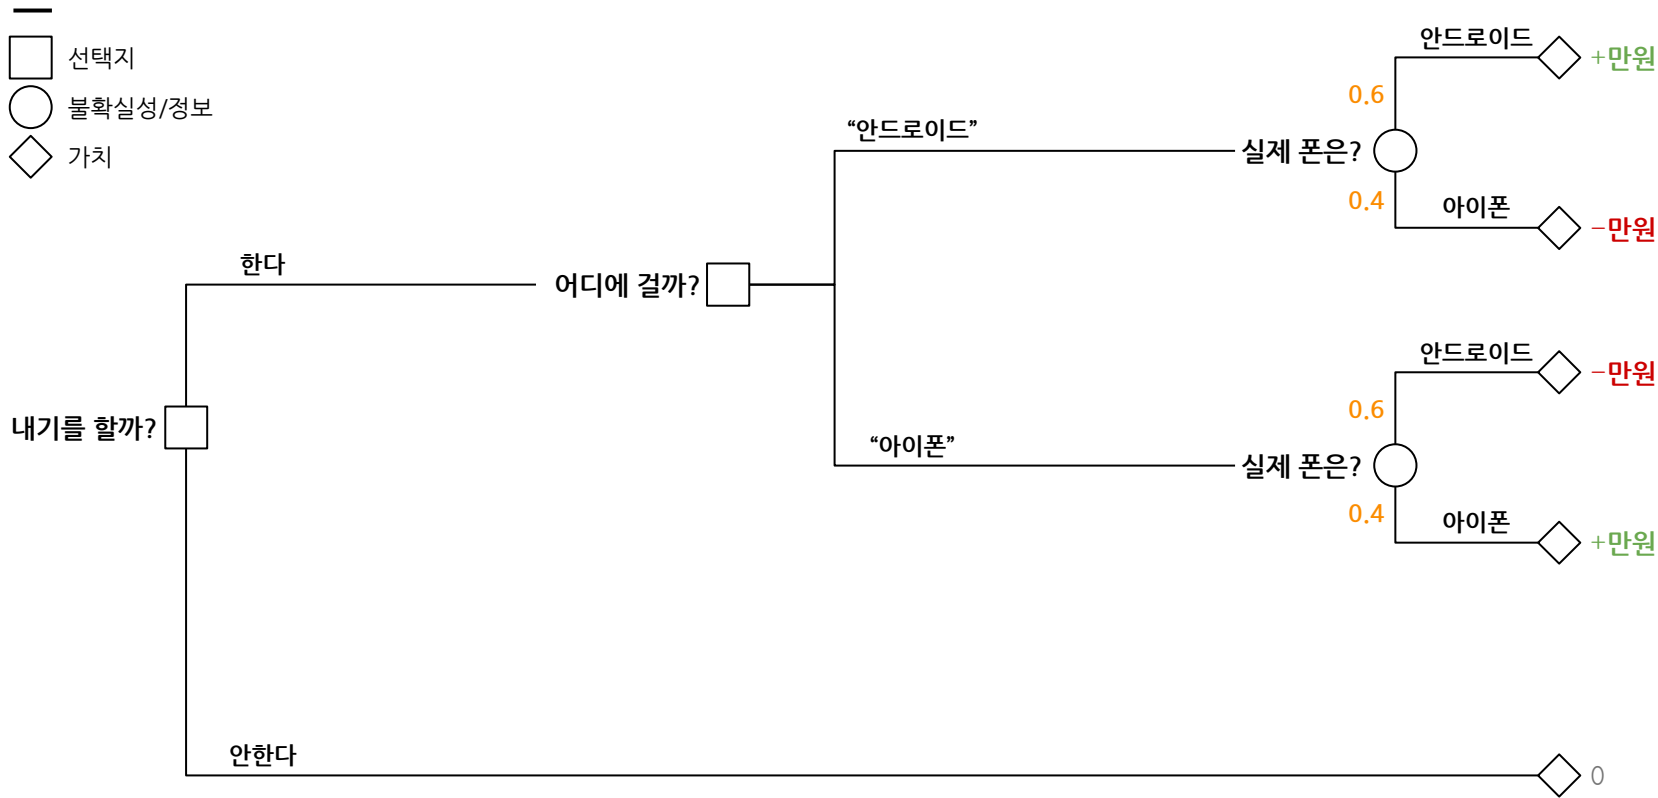 선택지
불확실성/정보
가치
안드로이드
+만원
0.6
“안드로이드”
실제 폰은?
0.4
아이폰
–만원
한다
어디에 걸까?
안드로이드
–만원
0.6
내기를 할까?
“아이폰”
실제 폰은?
0.4
아이폰
+만원
안한다
0